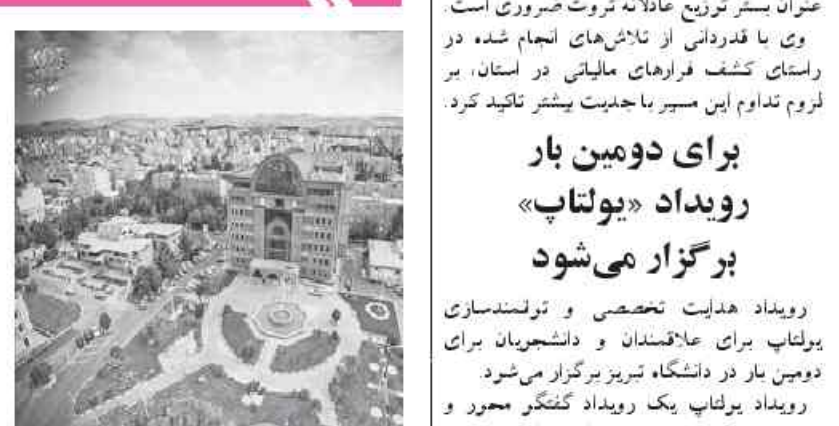 عنوان بستر توزیع عادلانه ثروت ضروری است.
وی با قدردانی از تلاش‌های انجام شده در
راستای کشف فرارهای مالیاتی در استان، بر
لزوم تداوم این مسیر با جدیت بیشتر تاکید کرد.
برای دومین بار
رویداد «یولتاپ»
برگزار می‌شود
رویداد هدایت تخصصی و توانمندسازی
یولتاپ برای علاقمندان و دانشجویان برای
دومین بار در دانشگاه تبریز برگزار می‌شود.
رویداد یولتاپ یک رویداد گفتگو محور و